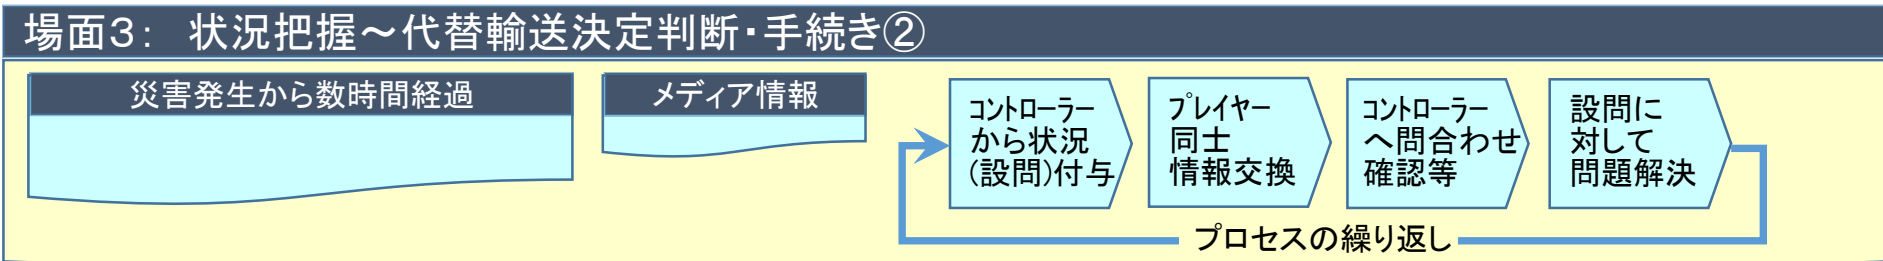 場面３： 状況把握～代替輸送決定判断・手続き②
災害発生から数時間経過
メディア情報
コントローラー
から状況
(設問)付与
プレイヤー
同士
情報交換
コントローラー
へ問合わせ
確認等
設問に
対して
問題解決
プロセスの繰り返し